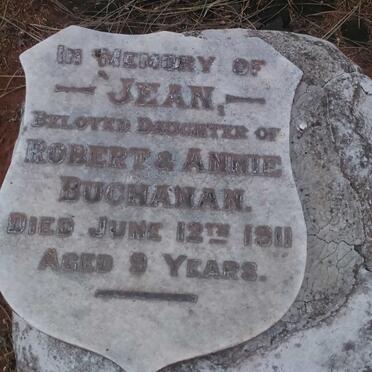 IN MEMORY OF
JEAN,
BELOVED DAUGHTER OF
ROBERT & ANNIE
BUCHANAN.
DIED JUNE 12TH 1911
AGED 9 YEARS.